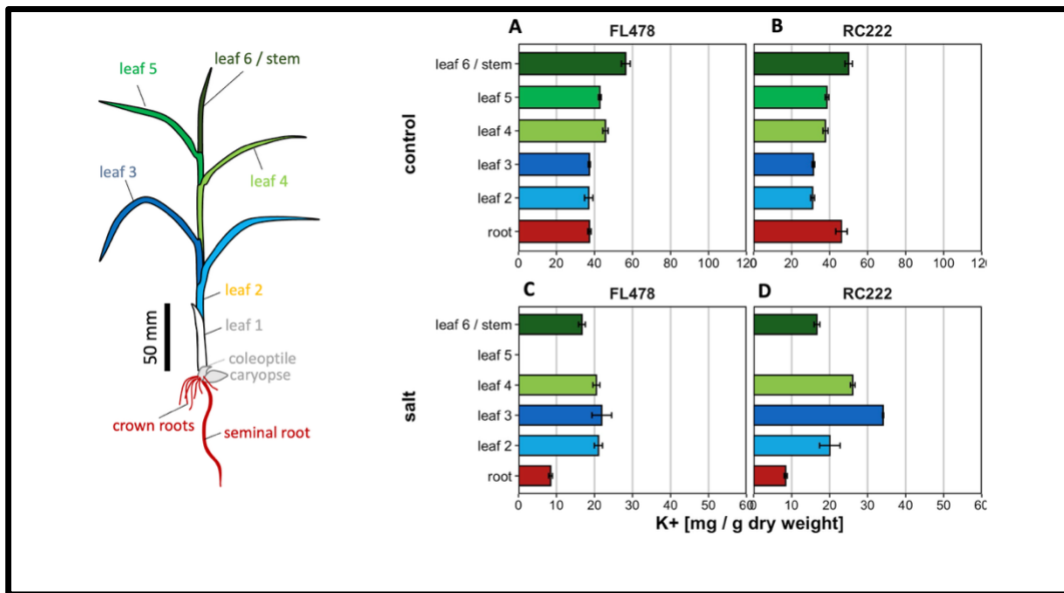 leaf 6 / stem
leaf 5
leaf 3
leaf 4
leaf 2
leaf 1
50 mm
coleoptile
caryopse
crown roots
seminal root
A
FL478
B
RC222
control
leaf 6 / stem
leaf 5
leaf 4
leaf 3
leaf 2
root
0 20 40 60 80 100 120
0 20 40 60 80 100 12
C
FL478
D
RC222
salt
leaf 6 / stem
leaf 5
leaf 4
leaf 3
leaf 2
root
0 10 20 30 40 50 60
0 10 20 30 40 50 60
K+ [mg / g dry weight]